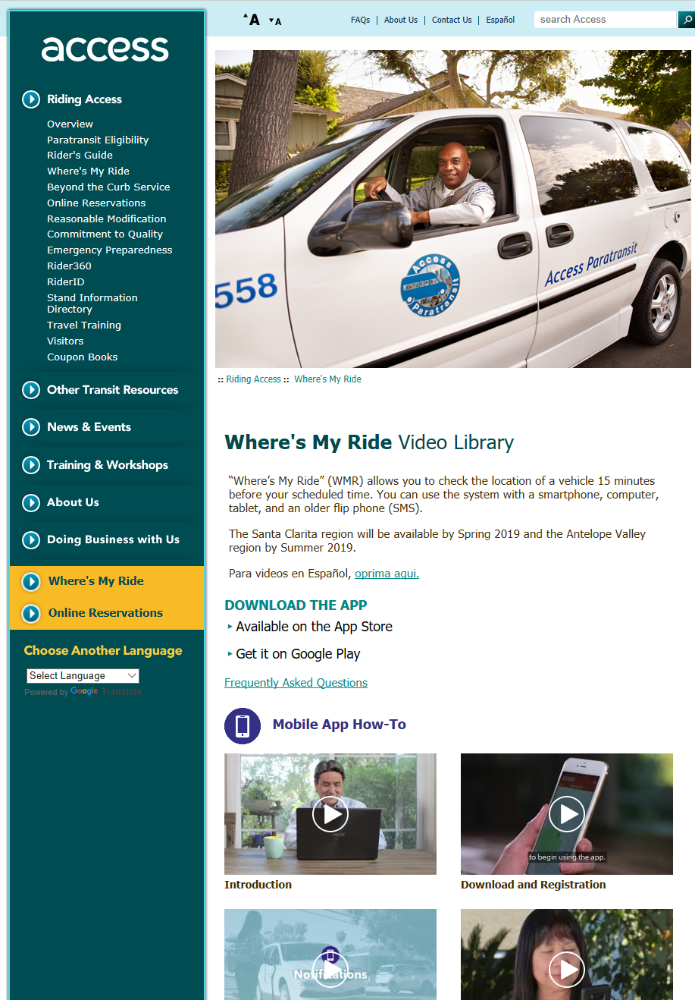 A A
FAQs | About Us | Contact Us | Español
search Access
access
Riding Access
Overview
Paratransit Eligibility
Rider's Guide
Where's My Ride
Beyond the Curb Service
Online Reservations
Reasonable Modification
Commitment to Quality
Emergency Preparedness
Rider360
RiderID
Stand Information
Directory
Travel Training
Visitors
Coupon Books
Other Transit Resources
News & Events
Training & Workshops
About Us
Doing Business with Us
Where's My Ride
Online Reservations
Choose Another Language
Select Language
Powered by Google Translate
558
Access
Paratransit
Access Paratransit
:: Riding Access :: Where's My Ride
Where's My Ride Video Library
“Where’s My Ride” (WMR) allows you to check the location of a vehicle 15 minutes
before your scheduled time. You can use the system with a smartphone, computer,
tablet, and an older flip phone (SMS).
The Santa Clarita region will be available by Spring 2019 and the Antelope Valley
region by Summer 2019.
Para videos en Español, oprima aqui.
DOWNLOAD THE APP
Available on the App Store
Get it on Google Play
Frequently Asked Questions
Mobile App How-To
ASUS
to begin using the app.
Introduction
Download and Registration
Notifications